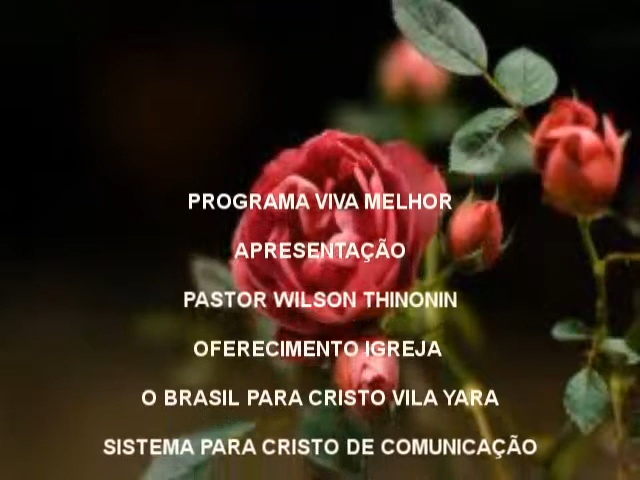 PROGRAMA VIVA MELHOR
APRESENTAÇÃO
PASTOR WILSON THINONIN
OFERECIMENTO IGREJA
O BRASIL PARA CRISTO VILA YARA
SISTEMA PARA CRISTO DE COMUNICAÇÃO